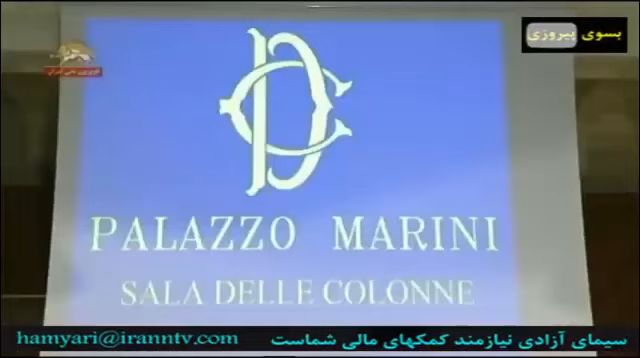 بسوی پیروزی
PALAZZO MARINI
SALA DELLE COLONNE
hamyari@iranntv.com
سیمای آزادی نیازمند کمکهای مالی شماست